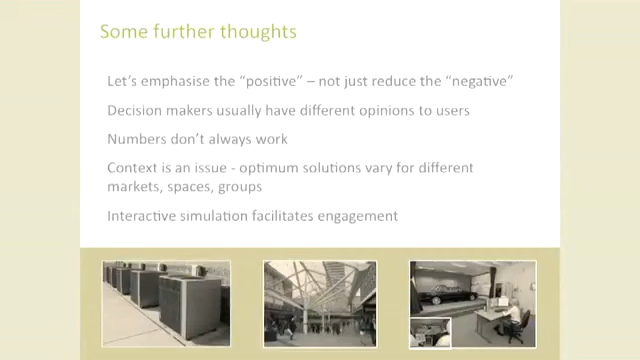 Some further thoughts
Let's emphasise the “positive” – not just reduce the “negative”
Decision makers usually have different opinions to users
Numbers don't always work
Context is an issue - optimum solutions vary for different
markets, spaces, groups
Interactive simulation facilitates engagement